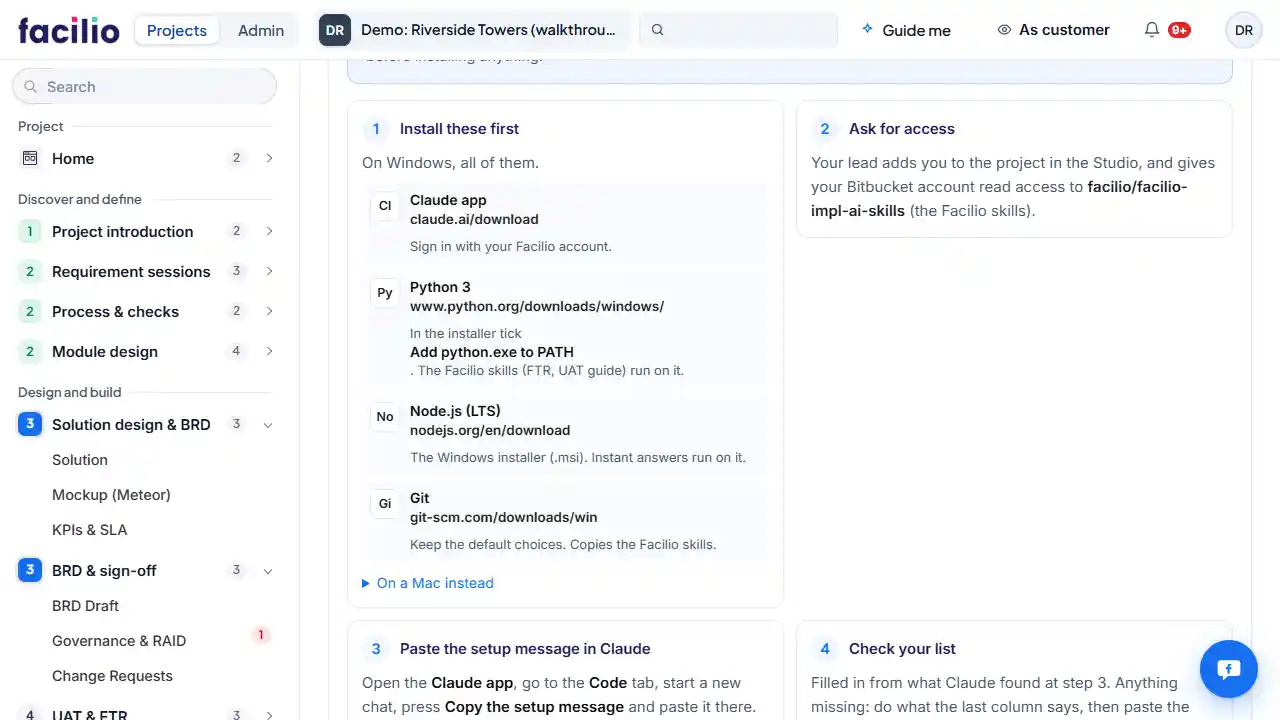 facilio
Projects
Admin
DR
Demo: Riverside Towers (walkthrou...
Guide me
As customer
9+
DR
Search
Project
Home
2
Discover and define
1
Project introduction
2
2
Requirement sessions
3
2
Process & checks
2
2
Module design
4
Design and build
3
Solution design & BRD
3
Solution
Mockup (Meteor)
KPIs & SLA
3
BRD & sign-off
3
BRD Draft
Governance & RAID
1
Change Requests
4
UAT & FTR
3
before installing anything.
1
Install these first
On Windows, all of them.
Cl
Claude app
claude.ai/download
Sign in with your Facilio account.
Py
Python 3
www.python.org/downloads/windows/
In the installer tick
Add python.exe to PATH
. The Facilio skills (FTR, UAT guide) run on it.
No
Node.js (LTS)
nodejs.org/en/download
The Windows installer (.msi). Instant answers run on it.
Gi
Git
git-scm.com/downloads/win
Keep the default choices. Copies the Facilio skills.
On a Mac instead
2
Ask for access
Your lead adds you to the project in the Studio, and gives
your Bitbucket account read access to facilio/facilio-
impl-ai-skills (the Facilio skills).
3
Paste the setup message in Claude
Open the Claude app, go to the Code tab, start a new
chat, press Copy the setup message and paste it there.
4
Check your list
Filled in from what Claude found at step 3. Anything
missing: do what the last column says, then paste the